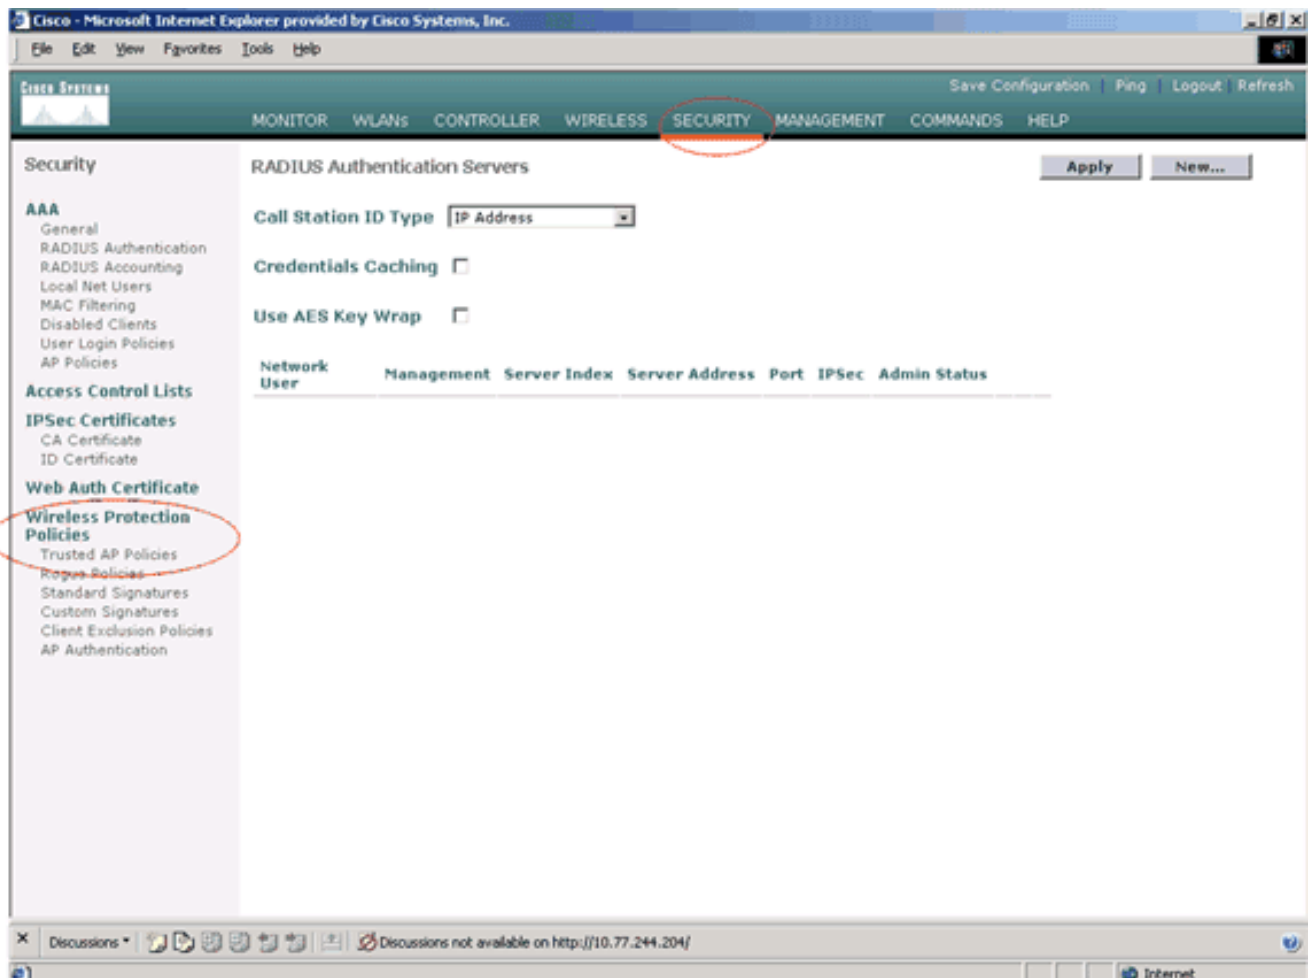 Cisco - Microsoft Internet Explorer provided by Cisco Systems, Inc.
File Edit View Favorites Tools Help
Cisco Systems
Save Configuration | Ping | Logout | Refresh
MONITOR WLANs CONTROLLER WIRELESS SECURITY MANAGEMENT COMMANDS HELP
Security
AAA
General
RADIUS Authentication
RADIUS Accounting
Local Net Users
MAC Filtering
Disabled Clients
User Login Policies
AP Policies
Access Control Lists
IPSec Certificates
CA Certificate
ID Certificate
Web Auth Certificate
Wireless Protection
Policies
Trusted AP Policies
Rogue Policies
Standard Signatures
Custom Signatures
Client Exclusion Policies
AP Authentication
RADIUS Authentication Servers
Apply New...
Call Station ID Type IP Address
Credentials Caching
Use AES Key Wrap
Network User Management Server Index Server Address Port IPSec Admin Status
Discussions Discussions not available on http://10.77.244.204/
Internet